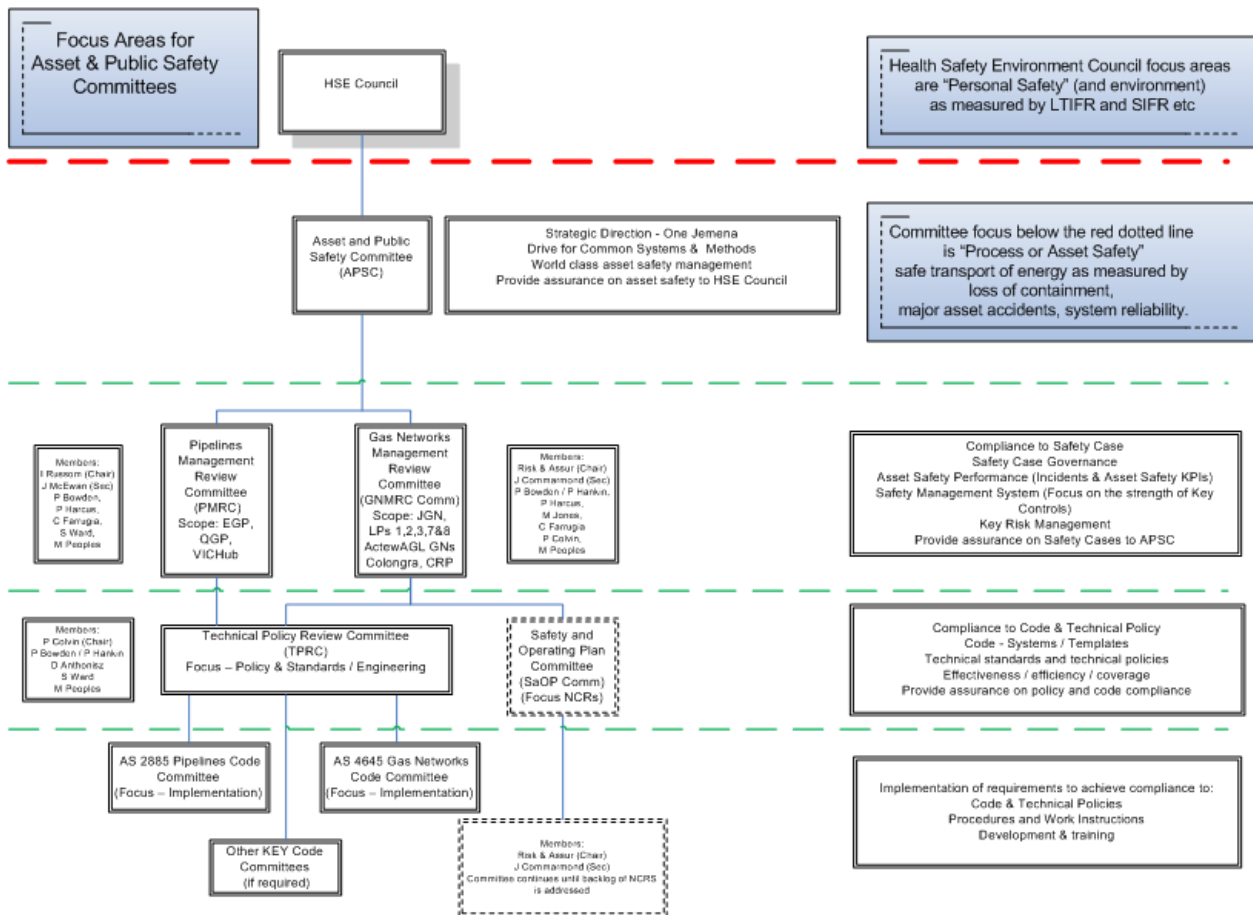 Focus Areas for
Asset & Public Safety
Committees
HSE Council
Health Safety Environment Council focus areas
are “Personal Safety” (and environment)
as measured by LTIFR and SIFR etc
Asset and Public
Safety Committee
(APSC)
Strategic Direction - One Jemena
Drive for Common Systems & Methods
World class asset safety management
Provide assurance on asset safety to HSE Council
Committee focus below the red dotted line
is “Process or Asset Safety”
safe transport of energy as measured by
loss of containment,
major asset accidents, system reliability.
Members:
I Russom (Chair)
J McEwan (Sec)
P Bowden,
P Harcus,
C Farrugia,
S Ward,
M Peoples
Pipelines
Management
Review
Committee
(PMRC)
Scope: EGP,
QGP,
VICHub
Gas Networks
Management
Review
Committee
(GNMRC Comm)
Scope: JGN,
LPs 1,2,3,7&8
ActewAGL GNs
Colongra, CRP
Members:
Risk & Assur (Chair)
J Commarmond (Sec)
P Bowden / P Hankin,
P Harcus,
M Jones,
C Farrugia
P Colvin,
M Peoples
Compliance to Safety Case
Safety Case Governance
Asset Safety Performance (Incidents & Asset Safety KPIs)
Safety Management System (Focus on the strength of Key
Controls)
Key Risk Management
Provide assurance on Safety Cases to APSC
Members:
P Colvin (Chair)
P Bowden / P Hankin
D Anthonisz
S Ward
M Peoples
Technical Policy Review Committee
(TPRC)
Focus – Policy & Standards / Engineering
Safety and
Operating Plan
Committee
(SaOP Comm)
(Focus NCRs)
Compliance to Code & Technical Policy
Code - Systems / Templates
Technical standards and technical policies
Effectiveness / efficiency / coverage
Provide assurance on policy and code compliance
AS 2885 Pipelines Code
Committee
(Focus – Implementation)
AS 4645 Gas Networks
Code Committee
(Focus – Implementation)
Other KEY Code
Committees
(if required)
Members:
Risk & Assur (Chair)
J Commarmond (Sec)
Committee continues until backlog of NCRS
is addressed
Implementation of requirements to achieve compliance to:
Code & Technical Policies
Procedures and Work Instructions
Development & training